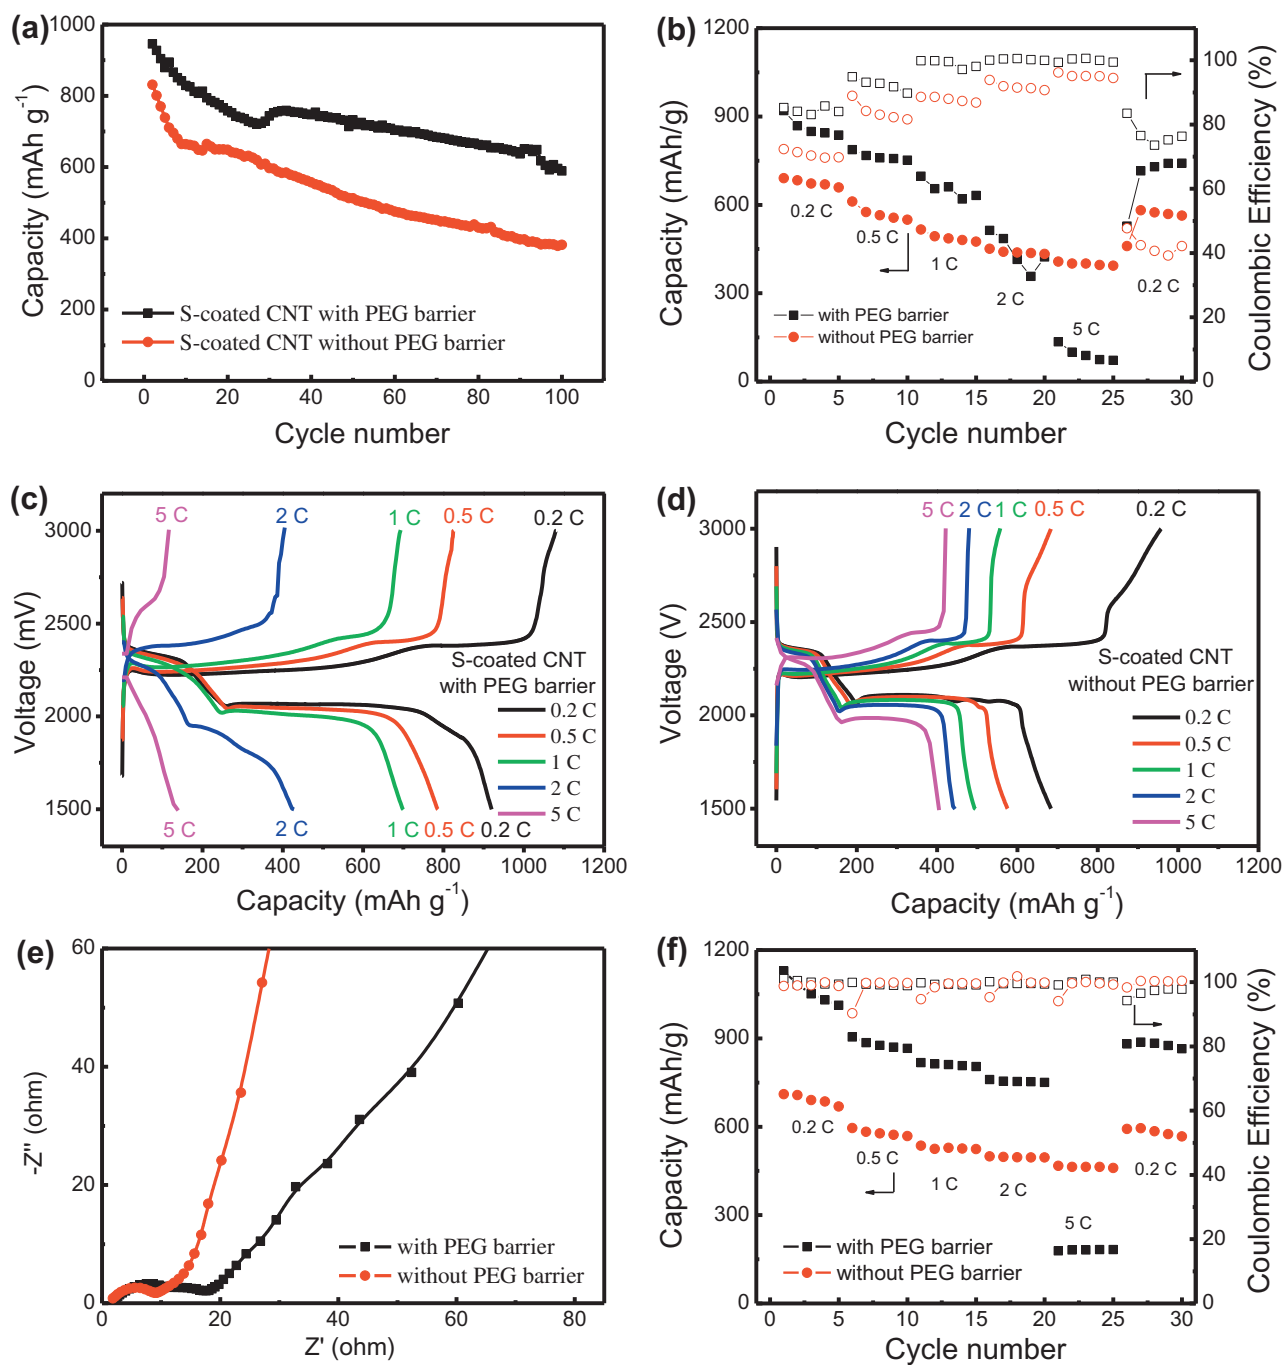 (a)
1000
800
600
400
200
0
Capacity (mAh g⁻¹)
S-coated CNT with PEG barrier
S-coated CNT without PEG barrier
0 20 40 60 80 100
Cycle number
(b)
1200
900
600
300
0
Capacity (mAh/g)
100
80
60
40
20
0
Coulombic Efficiency (%)
0.2 C
0.5 C
1 C
2 C
5 C
0.2 C
with PEG barrier
without PEG barrier
0 5 10 15 20 25 30
Cycle number
(c)
3000
2500
2000
1500
Voltage (mV)
5 C 2 C 1 C 0.5 C 0.2 C
S-coated CNT
with PEG barrier
0.2 C
0.5 C
1 C
2 C
5 C
5 C 2 C 1 C 0.5 C 0.2 C
0 200 400 600 800 1000 1200
Capacity (mAh g⁻¹)
(d)
3000
2500
2000
1500
Voltage (V)
5 C 2 C 1 C 0.5 C 0.2 C
S-coated CNT
without PEG barrier
0.2 C
0.5 C
1 C
2 C
5 C
0 200 400 600 800 1000 1200
Capacity (mAh g⁻¹)
(e)
60
40
20
0
-Z'' (ohm)
with PEG barrier
without PEG barrier
0 20 40 60 80
Z' (ohm)
(f)
1200
900
600
300
0
Capacity (mAh/g)
100
80
60
40
20
0
Coulombic Efficiency (%)
0.2 C
0.5 C
1 C
2 C
5 C
0.2 C
with PEG barrier
without PEG barrier
0 5 10 15 20 25 30
Cycle number